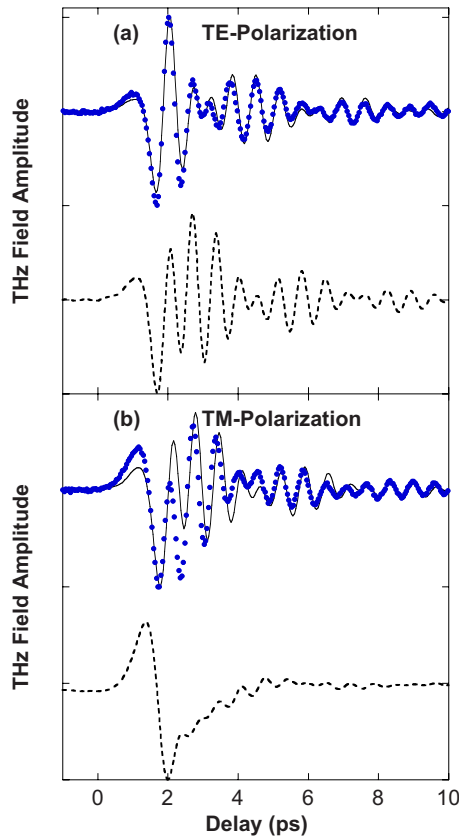 (a) TE-Polarization
THz Field Amplitude
(b) TM-Polarization
THz Field Amplitude
0 2 4 6 8 10
Delay (ps)